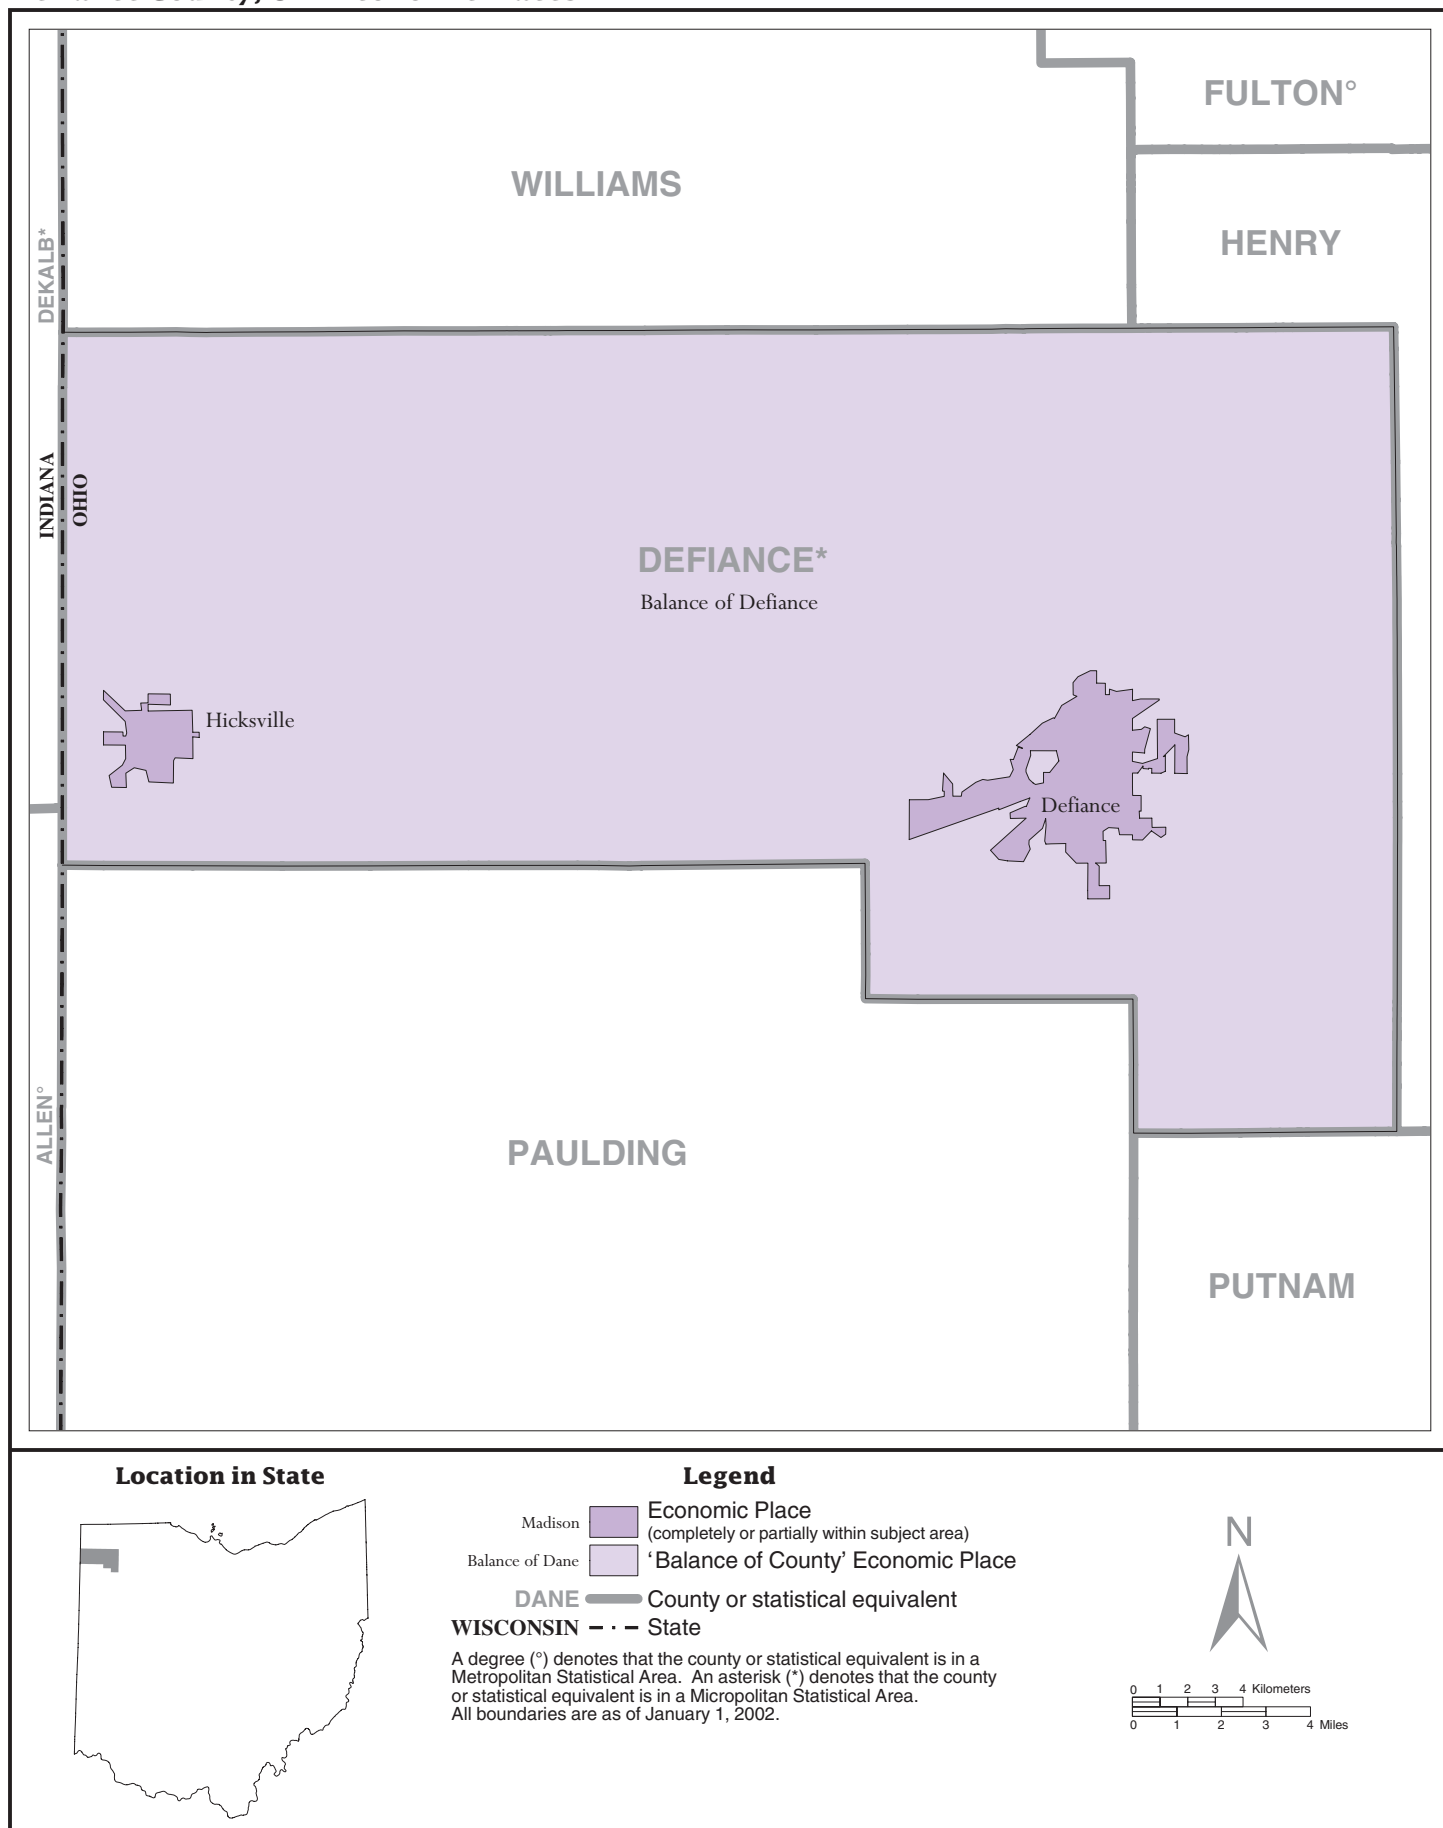 FULTON°
WILLIAMS
HENRY
DEKALB*
INDIANA
OHIO
DEFIANCE*
Balance of Defiance
Hicksville
Defiance
ALLEN°
PAULDING
PUTNAM
Location in State
Legend
Madison
Economic Place
(completely or partially within subject area)
Balance of Dane
‘Balance of County’ Economic Place
DANE
County or statistical equivalent
WISCONSIN
State
A degree (°) denotes that the county or statistical equivalent is in a
Metropolitan Statistical Area.  An asterisk (*) denotes that the county
or statistical equivalent is in a Micropolitan Statistical Area.
All boundaries are as of January 1, 2002.
N
0 1 2 3 4 Kilometers
0 1 2 3 4 Miles